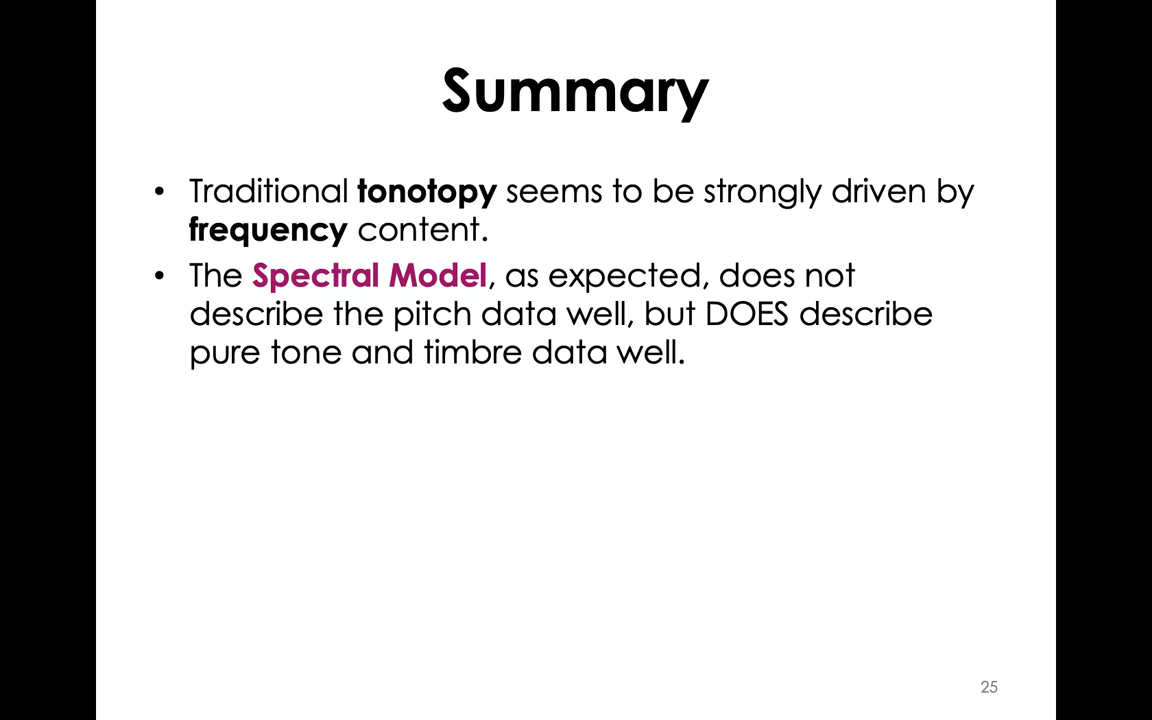 Summary
• Traditional tonotopy seems to be strongly driven by
frequency content.
• The Spectral Model, as expected, does not
describe the pitch data well, but DOES describe
pure tone and timbre data well.
25